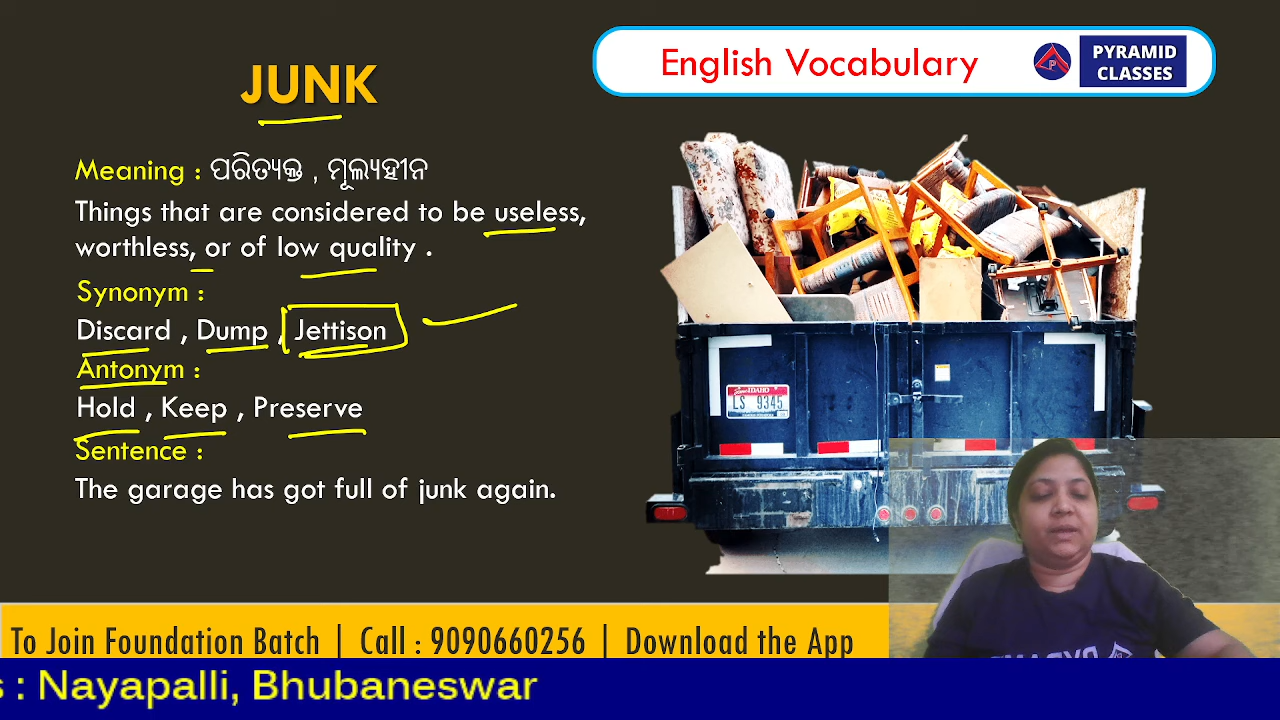 English Vocabulary
PYRAMID
CLASSES
JUNK
Meaning : ପରିତ୍ୟକ୍ତ , ମୂଲ୍ୟହୀନ
Things that are considered to be useless,
worthless, or of low quality .
Synonym :
Discard , Dump , Jettison
Antonym :
Hold , Keep , Preserve
Sentence :
The garage has got full of junk again.
IDAHO
LS 9345
To Join Foundation Batch | Call : 9090660256 | Download the App
s : Nayapalli, Bhubaneswar